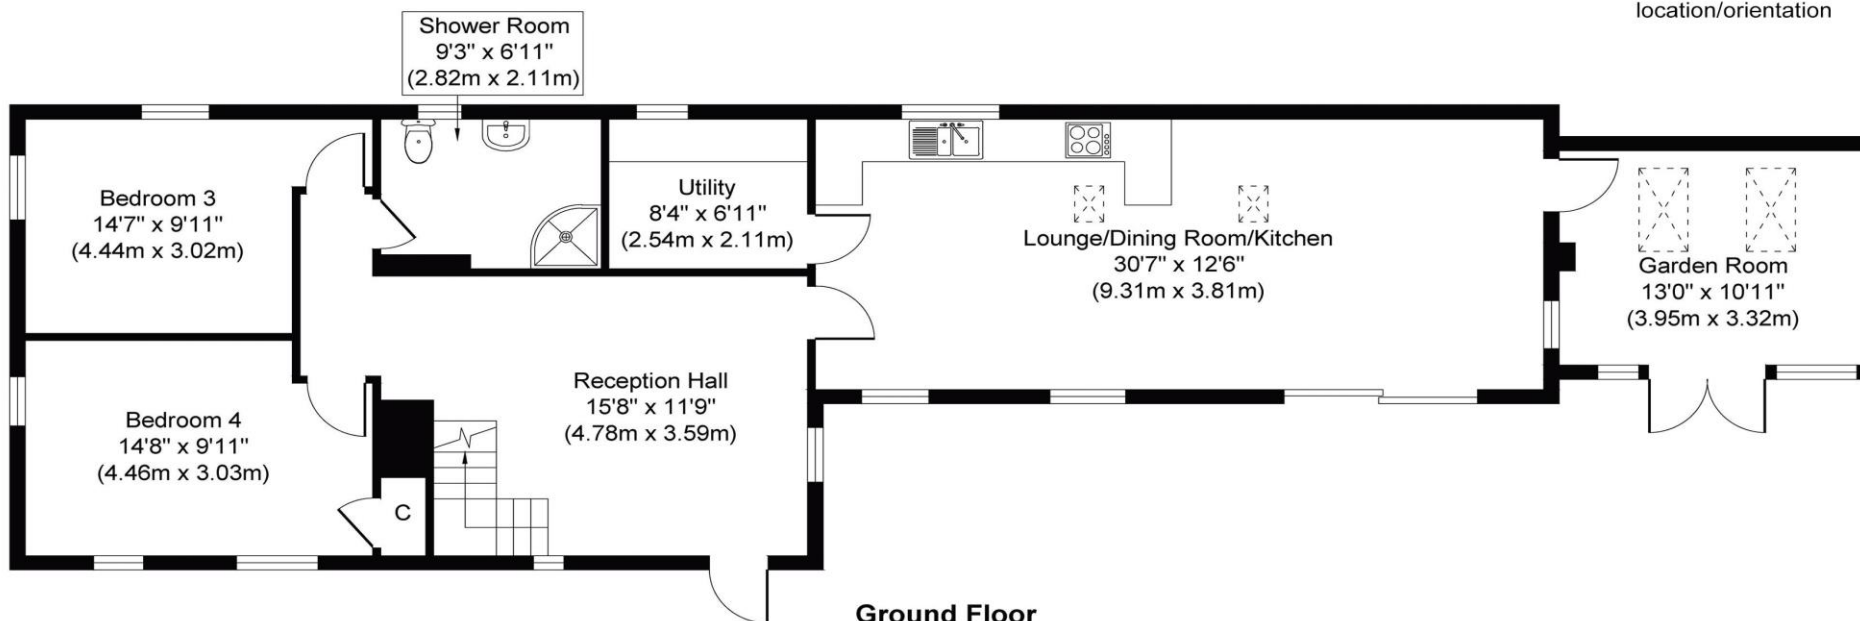 location/orientation
Shower Room
9'3" x 6'11"
(2.82m x 2.11m)
Bedroom 3
14'7" x 9'11"
(4.44m x 3.02m)
Utility
8'4" x 6'11"
(2.54m x 2.11m)
Lounge/Dining Room/Kitchen
30'7" x 12'6"
(9.31m x 3.81m)
Garden Room
13'0" x 10'11"
(3.95m x 3.32m)
Reception Hall
15'8" x 11'9"
(4.78m x 3.59m)
Bedroom 4
14'8" x 9'11"
(4.46m x 3.03m)
C
Ground Floor